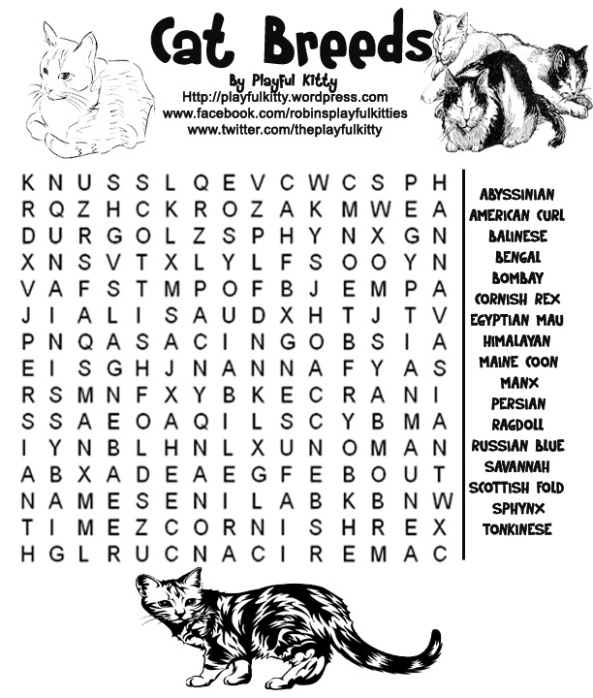 Cat Breeds
By Playful Kitty
Http://playfulkitty.wordpress.com
www.facebook.com/robinsplayfulkitties
www.twitter.com/theplayfulkitty
K N U S S L Q E V C W C S P H
R Q Z H C K R O Z A K M W E A
D U R G O L Z S P H Y N X G N
X N S V T X L Y L F S O O Y N
V A F S T M P O F B J E M P A
J I A L I S A U D X H T J T V
P N Q A S A C I N G O B S I A
E I S G H J N A N N A F Y A S
R S M N F X Y B K E C R A N I
S S A E O A Q I L S C Y B M A
I Y N B L H N L X U N O M A N
A B X A D E A E G F E B O U T
N A M E S E N I L A B K B N W
T I M E Z C O R N I S H R E X
H G L R U C N A C I R E M A C
ABYSSINIAN
AMERICAN CURL
BALINESE
BENGAL
BOMBAY
CORNISH REX
EGYPTIAN MAU
HIMALAYAN
MAINE COON
MANX
PERSIAN
RAGDOLL
RUSSIAN BLUE
SAVANNAH
SCOTTISH FOLD
SPHYNX
TONKINESE